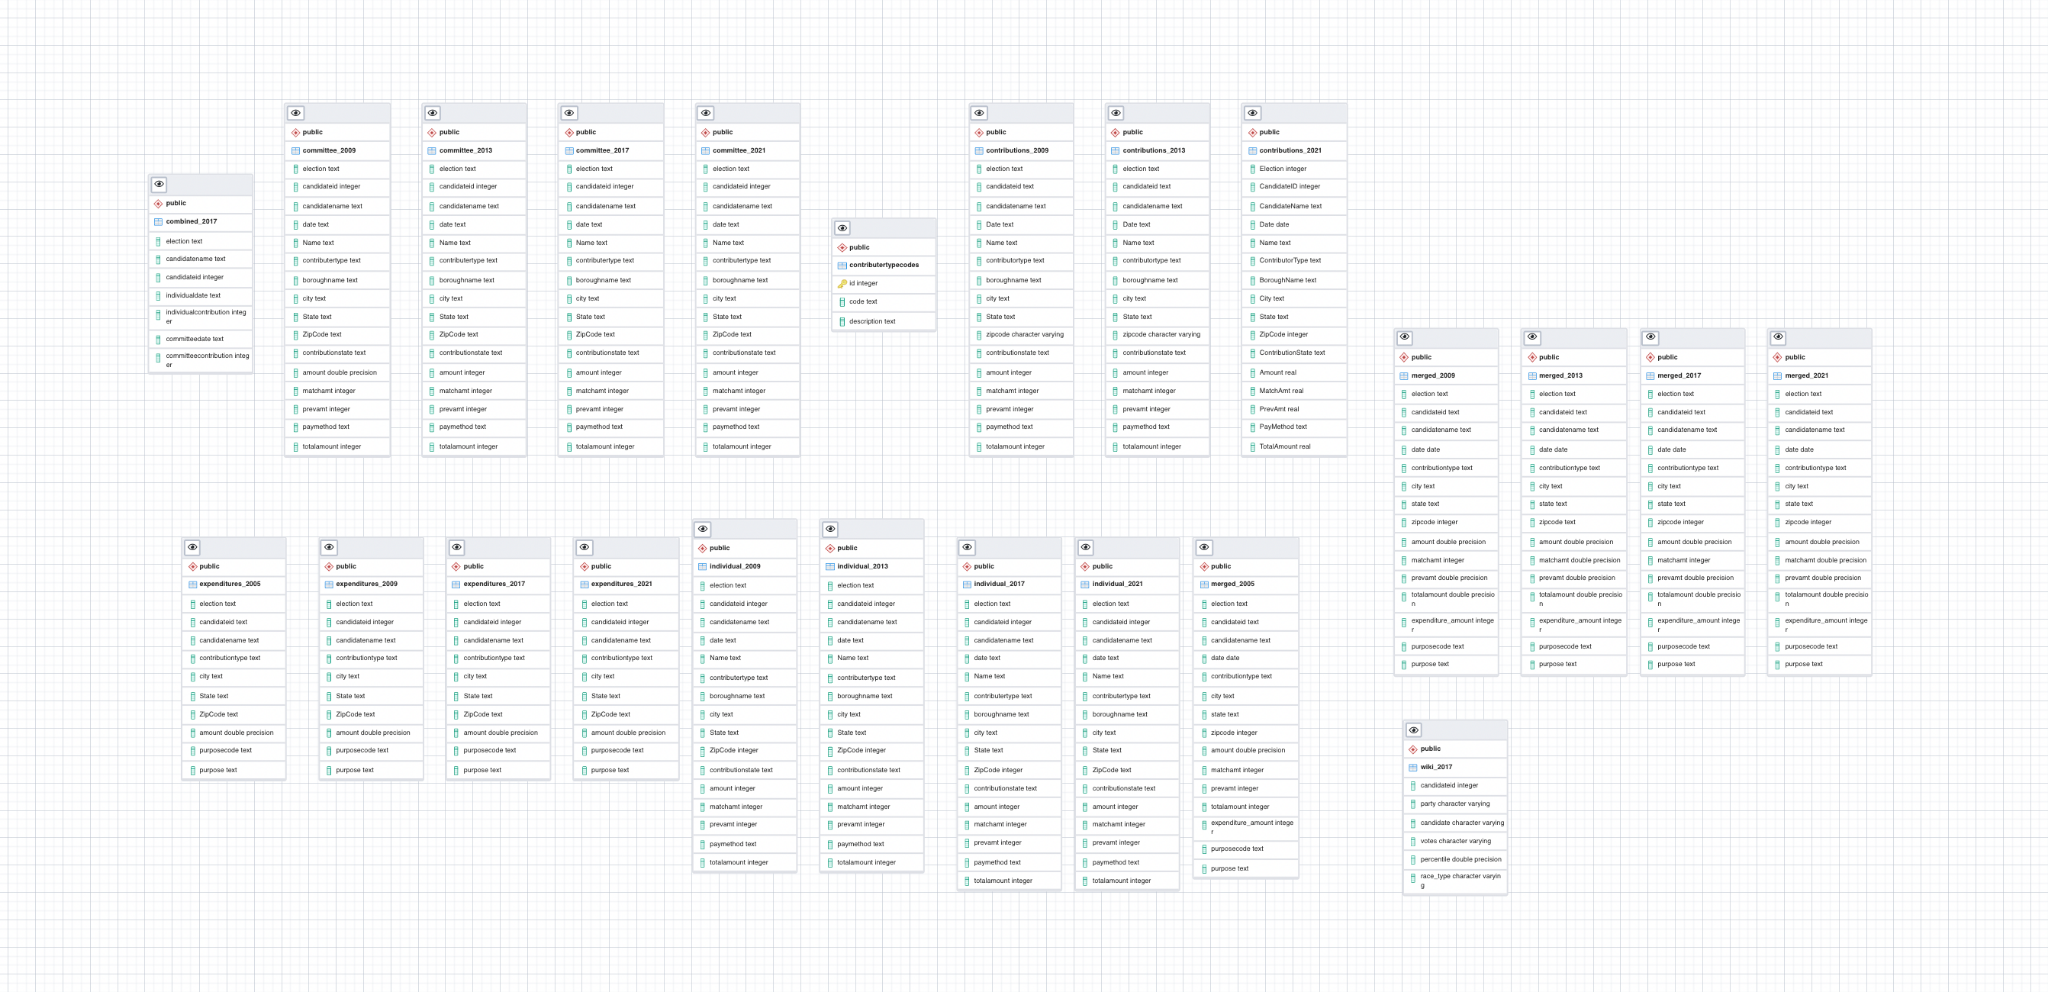 public
combined_2017
election text
candidatename text
candidateid integer
individualdate text
individualcontribution integ
er
committeedate text
committeecontribution integ
er
public
committee_2009
election text
candidateid integer
candidatename text
date text
Name text
contributertype text
boroughname text
city text
State text
ZipCode text
contributionstate text
amount double precision
matchamt integer
prevamt integer
paymethod text
totalamount integer
public
committee_2013
election text
candidateid integer
candidatename text
date text
Name text
contributertype text
boroughname text
city text
State text
ZipCode text
contributionstate text
amount integer
matchamt integer
prevamt integer
paymethod text
totalamount integer
public
committee_2017
election text
candidateid integer
candidatename text
date text
Name text
contributertype text
boroughname text
city text
State text
ZipCode text
contributionstate text
amount integer
matchamt integer
prevamt integer
paymethod text
totalamount integer
public
committee_2021
election text
candidateid integer
candidatename text
date text
Name text
contributertype text
boroughname text
city text
State text
ZipCode text
contributionstate text
amount integer
matchamt integer
prevamt integer
paymethod text
totalamount integer
public
contributertypecodes
id integer
code text
description text
public
contributions_2009
election text
candidateid text
candidatename text
Date text
Name text
contributortype text
boroughname text
city text
State text
zipcode character varying
contributionstate text
amount integer
matchamt integer
prevamt integer
paymethod text
totalamount integer
public
contributions_2013
election text
candidateid text
candidatename text
Date text
Name text
contributortype text
boroughname text
city text
State text
zipcode character varying
contributionstate text
amount integer
matchamt integer
prevamt integer
paymethod text
totalamount integer
public
contributions_2021
Election integer
CandidateID integer
CandidateName text
Date date
Name text
ContributorType text
BoroughName text
City text
State text
ZipCode integer
ContributionState text
Amount real
MatchAmt real
PrevAmt real
PayMethod text
TotalAmount real
public
merged_2009
election text
candidateid text
candidatename text
date date
contributiontype text
city text
state text
zipcode integer
amount double precision
matchamt integer
prevamt double precision
totalamount double precisio
n
expenditure_amount intege
r
purposecode text
purpose text
public
merged_2013
election text
candidateid text
candidatename text
date date
contributiontype text
city text
state text
zipcode text
amount double precision
matchamt double precision
prevamt double precision
totalamount double precisio
n
expenditure_amount intege
r
purposecode text
purpose text
public
merged_2017
election text
candidateid text
candidatename text
date date
contributiontype text
city text
state text
zipcode integer
amount double precision
matchamt integer
prevamt double precision
totalamount double precisio
n
expenditure_amount intege
r
purposecode text
purpose text
public
merged_2021
election text
candidateid text
candidatename text
date date
contributiontype text
city text
state text
zipcode integer
amount double precision
matchamt double precision
prevamt double precision
totalamount double precisio
n
expenditure_amount intege
r
purposecode text
purpose text
public
expenditures_2005
election text
candidateid text
candidatename text
contributiontype text
city text
State text
ZipCode text
amount double precision
purposecode text
purpose text
public
expenditures_2009
election text
candidateid integer
candidatename text
contributiontype text
city text
State text
ZipCode text
amount double precision
purposecode text
purpose text
public
expenditures_2017
election text
candidateid integer
candidatename text
contributiontype text
city text
State text
ZipCode text
amount double precision
purposecode text
purpose text
public
expenditures_2021
election text
candidateid integer
candidatename text
contributiontype text
city text
State text
ZipCode text
amount double precision
purposecode text
purpose text
public
individual_2009
election text
candidateid integer
candidatename text
date text
Name text
contributertype text
boroughname text
city text
State text
ZipCode integer
contributionstate text
amount integer
matchamt integer
prevamt integer
paymethod text
totalamount integer
public
individual_2013
election text
candidateid integer
candidatename text
date text
Name text
contributertype text
boroughname text
city text
State text
ZipCode integer
contributionstate text
amount integer
matchamt integer
prevamt integer
paymethod text
totalamount integer
public
individual_2017
election text
candidateid integer
candidatename text
date text
Name text
contributertype text
boroughname text
city text
State text
ZipCode integer
contributionstate text
amount integer
matchamt integer
prevamt integer
paymethod text
totalamount integer
public
individual_2021
election text
candidateid integer
candidatename text
date text
Name text
contributertype text
boroughname text
city text
State text
ZipCode text
contributionstate text
amount integer
matchamt integer
prevamt integer
paymethod text
totalamount integer
public
merged_2005
election text
candidateid text
candidatename text
date date
contributiontype text
city text
state text
zipcode integer
amount double precision
matchamt integer
prevamt integer
totalamount integer
expenditure_amount intege
r
purposecode text
purpose text
public
wiki_2017
candidateid integer
party character varying
candidate character varying
votes character varying
percentile double precision
race_type character varyin
g